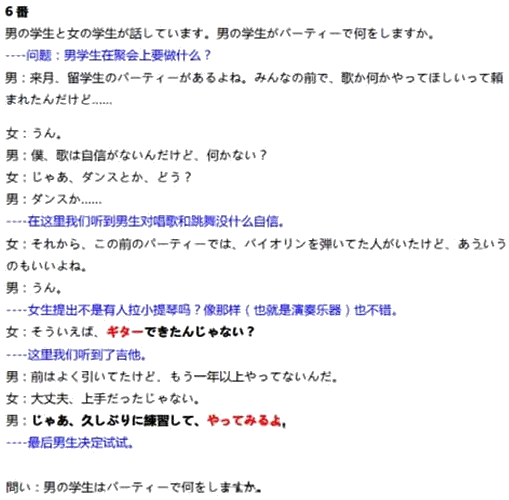 6番
男の学生と女の学生が話しています。男の学生がパーティーで何をしますか。
----问题：男学生在聚会上要做什么？
男：来月、留学生のパーティーがあるよね。みんなの前で、歌か何かやってほしいって頼
まれたんだけど……
女：うん。
男：僕、歌は自信がないんだけど、何かない？
女：じゃあ、ダンスとか、どう？
男：ダンスか……
----在这里我们听到男生对唱歌和跳舞没什么自信。
女：それから、この前のパーティーでは、バイオリンを弾いてた人がいたけど、あういう
のもいいよね。
男：うん。
----女生提出不是有人拉小提琴吗？像那样（也就是演奏乐器）也不错。
女：そういえば、ギターできたんじゃない？
----这里我们听到了吉他。
男：前はよく引いてたけど、もう一年以上やってないんだ。
女：大丈夫、上手だったじゃない。
男：じゃあ、久しぶりに練習して、やってみるよ。
----最后男生决定试试。
問い：男の学生はパーティーで何をしますか。